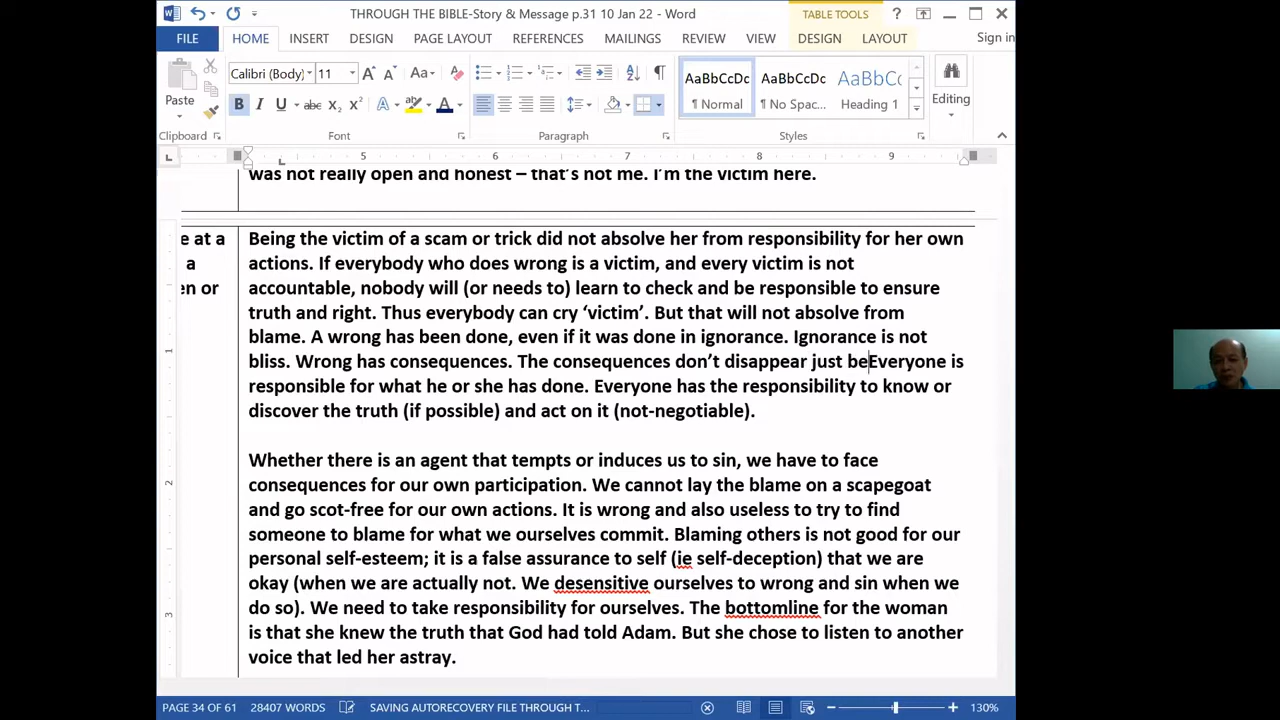 THROUGH THE BIBLE-Story & Message p.31 10 Jan 22 - Word
TABLE TOOLS
FILE HOME INSERT DESIGN PAGE LAYOUT REFERENCES MAILINGS REVIEW VIEW DESIGN LAYOUT Sign in
Calibri (Body) 11 Aa
AaBbCcDc AaBbCcDc AaBbCc
Paste B I U abc x₂ x² A A ¶ Normal ¶ No Spac... Heading 1 Editing
Clipboard Font Paragraph Styles
5 6 7 8 9
was not really open and honest – that's not me. I'm the victim here.
e at a
a
en or
Being the victim of a scam or trick did not absolve her from responsibility for her own
actions. If everybody who does wrong is a victim, and every victim is not
accountable, nobody will (or needs to) learn to check and be responsible to ensure
truth and right. Thus everybody can cry 'victim'. But that will not absolve from
blame. A wrong has been done, even if it was done in ignorance. Ignorance is not
bliss. Wrong has consequences. The consequences don't disappear just beEveryone is
responsible for what he or she has done. Everyone has the responsibility to know or
discover the truth (if possible) and act on it (not-negotiable).
Whether there is an agent that tempts or induces us to sin, we have to face
consequences for our own participation. We cannot lay the blame on a scapegoat
and go scot-free for our own actions. It is wrong and also useless to try to find
someone to blame for what we ourselves commit. Blaming others is not good for our
personal self-esteem; it is a false assurance to self (ie self-deception) that we are
okay (when we are actually not. We desensitive ourselves to wrong and sin when we
do so). We need to take responsibility for ourselves. The bottomline for the woman
is that she knew the truth that God had told Adam. But she chose to listen to another
voice that led her astray.
1
2
3
PAGE 34 OF 61 28407 WORDS SAVING AUTORECOVERY FILE THROUGH T... 130%